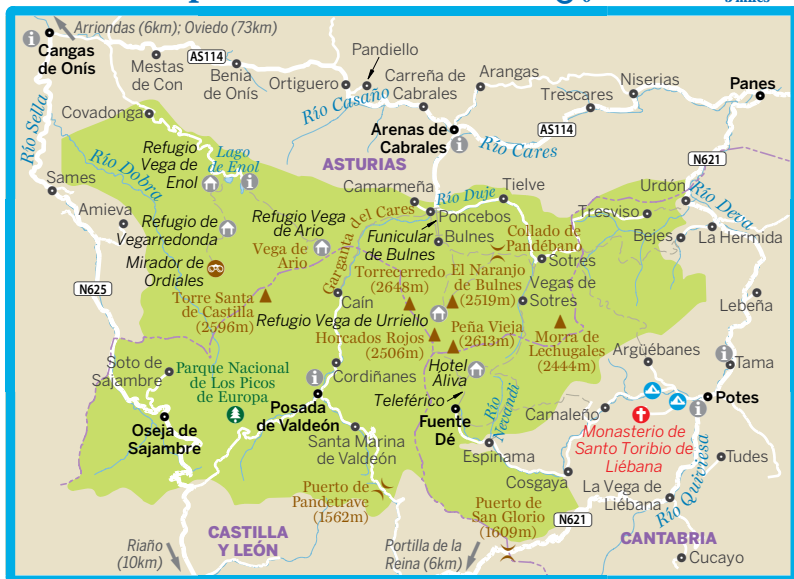 Arriondas (6km); Oviedo (73km)
Cangas
de Onís
AS114
Mestas
de Con
Benia
de Onís
Ortiguero
Pandiello
Carreña de
Cabrales
Arangas
Trescares
Niserias
Panes
Río Casaño
Arenas de
Cabrales
Río Cares
AS114
Covadonga
Río Sella
Río Dobra
Refugio
Vega de
Enol
Lago
de Enol
ASTURIAS
N621
Sames
Amieva
Refugio de
Vegarredonda
Mirador de
Ordiales
Refugio Vega
de Ario
Vega de
Ario
Camarmeña
Garganta del Cares
Río Duje
Tielve
Poncebos
Funicular
de Bulnes
Bulnes
Collado de
Pandébano
Sotres
Urdón
Tresviso
Río Deva
Bejes
La Hermida
N625
Torre Santa
de Castilla
(2596m)
Caín
Torrecerredo
(2648m)
El Naranjo
de Bulnes
(2519m)
Vegas de
Sotres
Lebeña
Refugio Vega de Urriello
Horcados Rojos
(2506m)
Peña Vieja
(2613m)
Morra de
Lechugales
(2444m)
Argüébanes
Tama
Soto de
Sajambre
Parque Nacional
de Los Picos
de Europa
Cordiñanes
Hotel
Áliva
Teleférico
Fuente
Dé
Río
Nevandi
Camaleño
Potes
Oseja de
Sajambre
Posada
de Valdeón
Santa Marina
de Valdeón
Monasterio de
Santo Toribio de
Liébana
Espinama
Cosgaya
Tudes
La Vega de
Liébana
Río Quiviesa
Puerto de
Pandetrave
(1562m)
Puerto de
San Glorio
(1609m)
N621
CASTILLA
Y LEÓN
CANTABRIA
Riaño
(10km)
Portilla de la
Reina (6km)
Cucayo